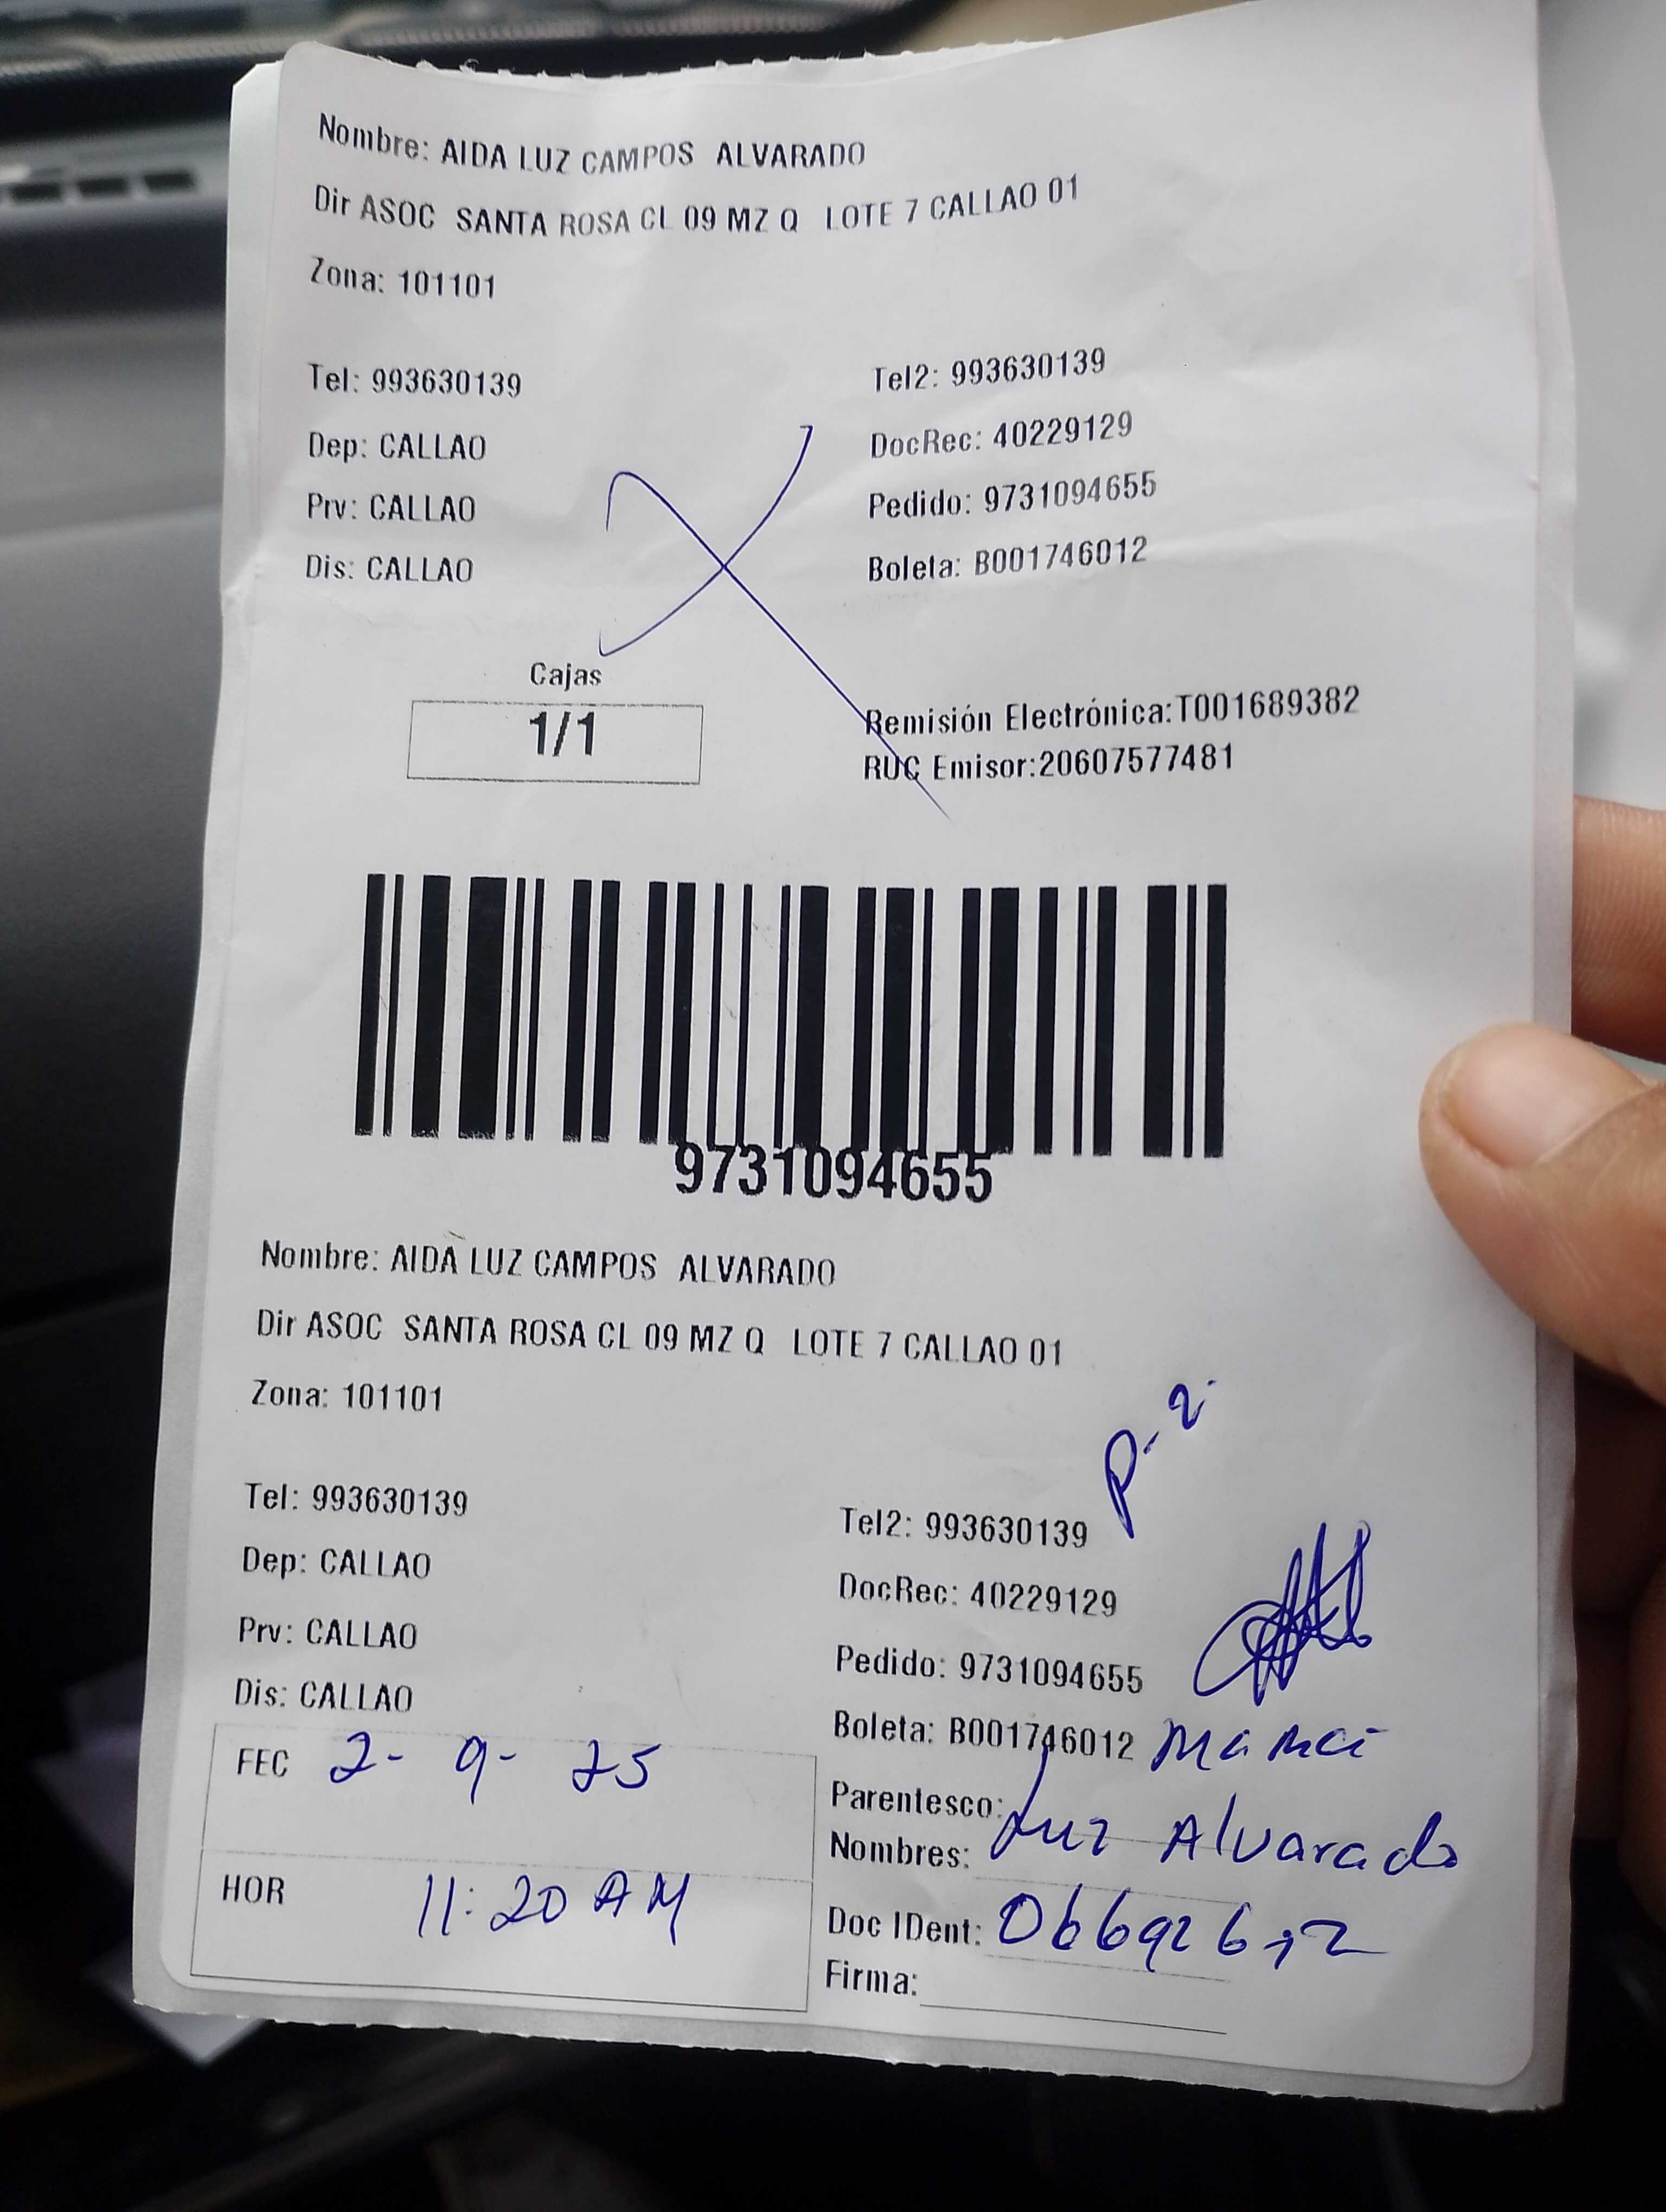 Nombre: AIDA LUZ CAMPOS ALVARADO
Dir ASOC SANTA ROSA CL 09 MZ Q LOTE 7 CALLAO 01
Zona: 101101
Tel: 993630139 Tel2: 993630139
Dep: CALLAO DocRec: 40229129
Prv: CALLAO Pedido: 9731094655
Dis: CALLAO Boleta: B001746012
Cajas
1/1
Remisión Electrónica:T001689382
RUC Emisor:20607577481
9731094655
Nombre: AIDA LUZ CAMPOS ALVARADO
Dir ASOC SANTA ROSA CL 09 MZ Q LOTE 7 CALLAO 01
Zona: 101101
P-2
Tel: 993630139 Tel2: 993630139
Dep: CALLAO DocRec: 40229129
Prv: CALLAO Pedido: 9731094655
Dis: CALLAO Boleta: B001746012
FEC 2-9-25 Parentesco: Mamá
Nombres: Luz Alvarado
HOR 11:20 AM Doc IDent:
Firma: